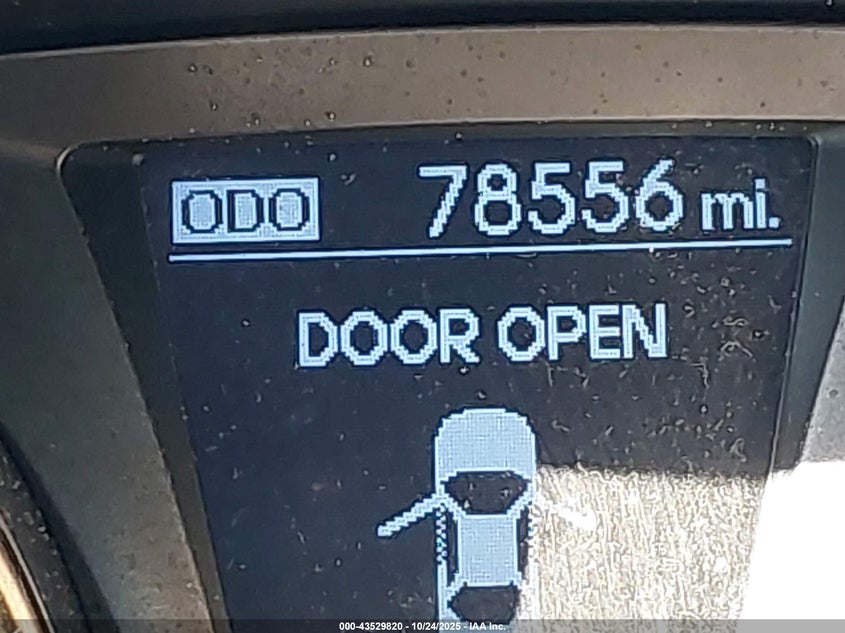 ODO 78556 mi.
DOOR OPEN
000-43529820 - 10/24/2025 - IAA Inc.